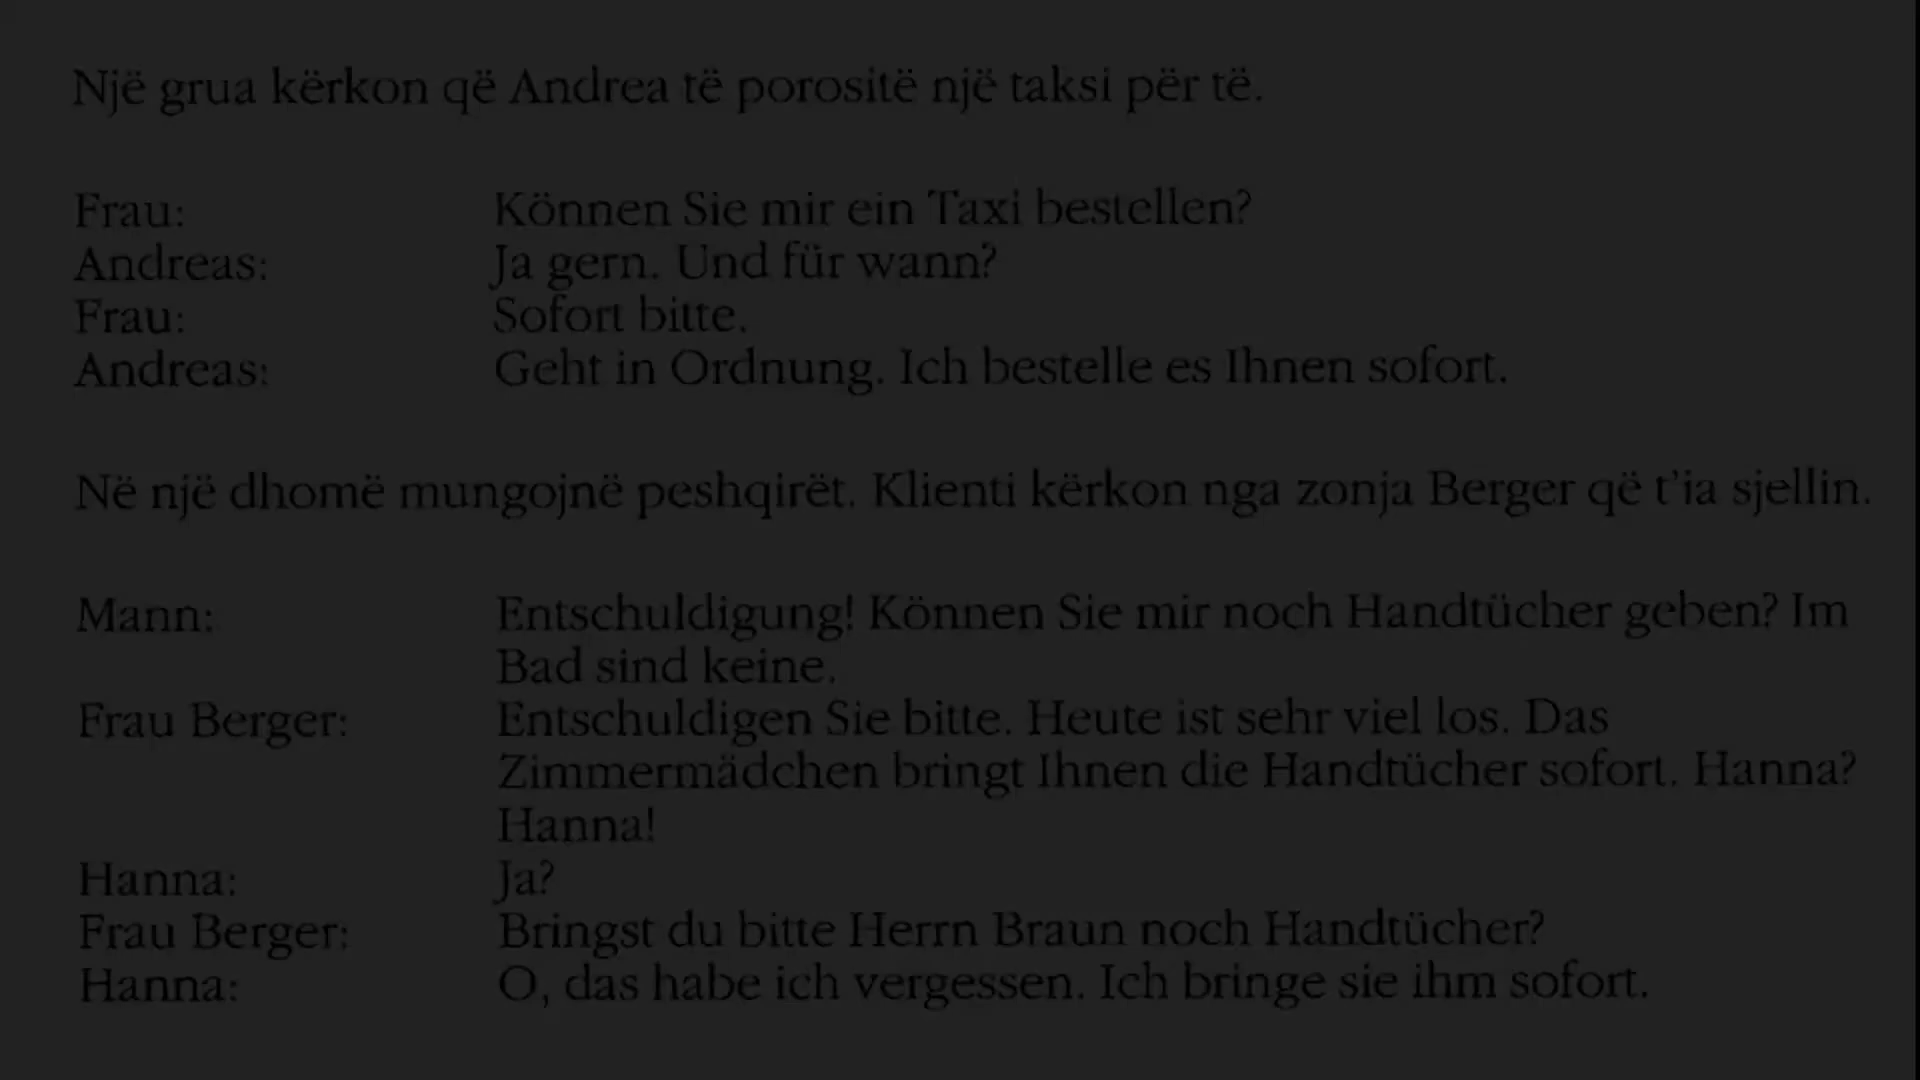 Një grua kërkon që Andrea të porositë një taksi për të.
Frau: Können Sie mir ein Taxi bestellen?
Andreas: Ja gern. Und für wann?
Frau: Sofort bitte.
Andreas: Geht in Ordnung. Ich bestelle es Ihnen sofort.
Në një dhomë mungojnë peshqirët. Klienti kërkon nga zonja Berger që t’ia sjellin.
Mann: Entschuldigung! Können Sie mir noch Handtücher geben? Im
Bad sind keine.
Frau Berger: Entschuldigen Sie bitte. Heute ist sehr viel los. Das
Zimmermädchen bringt Ihnen die Handtücher sofort. Hanna?
Hanna!
Hanna: Ja?
Frau Berger: Bringst du bitte Herrn Braun noch Handtücher?
Hanna: O, das habe ich vergessen. Ich bringe sie ihm sofort.